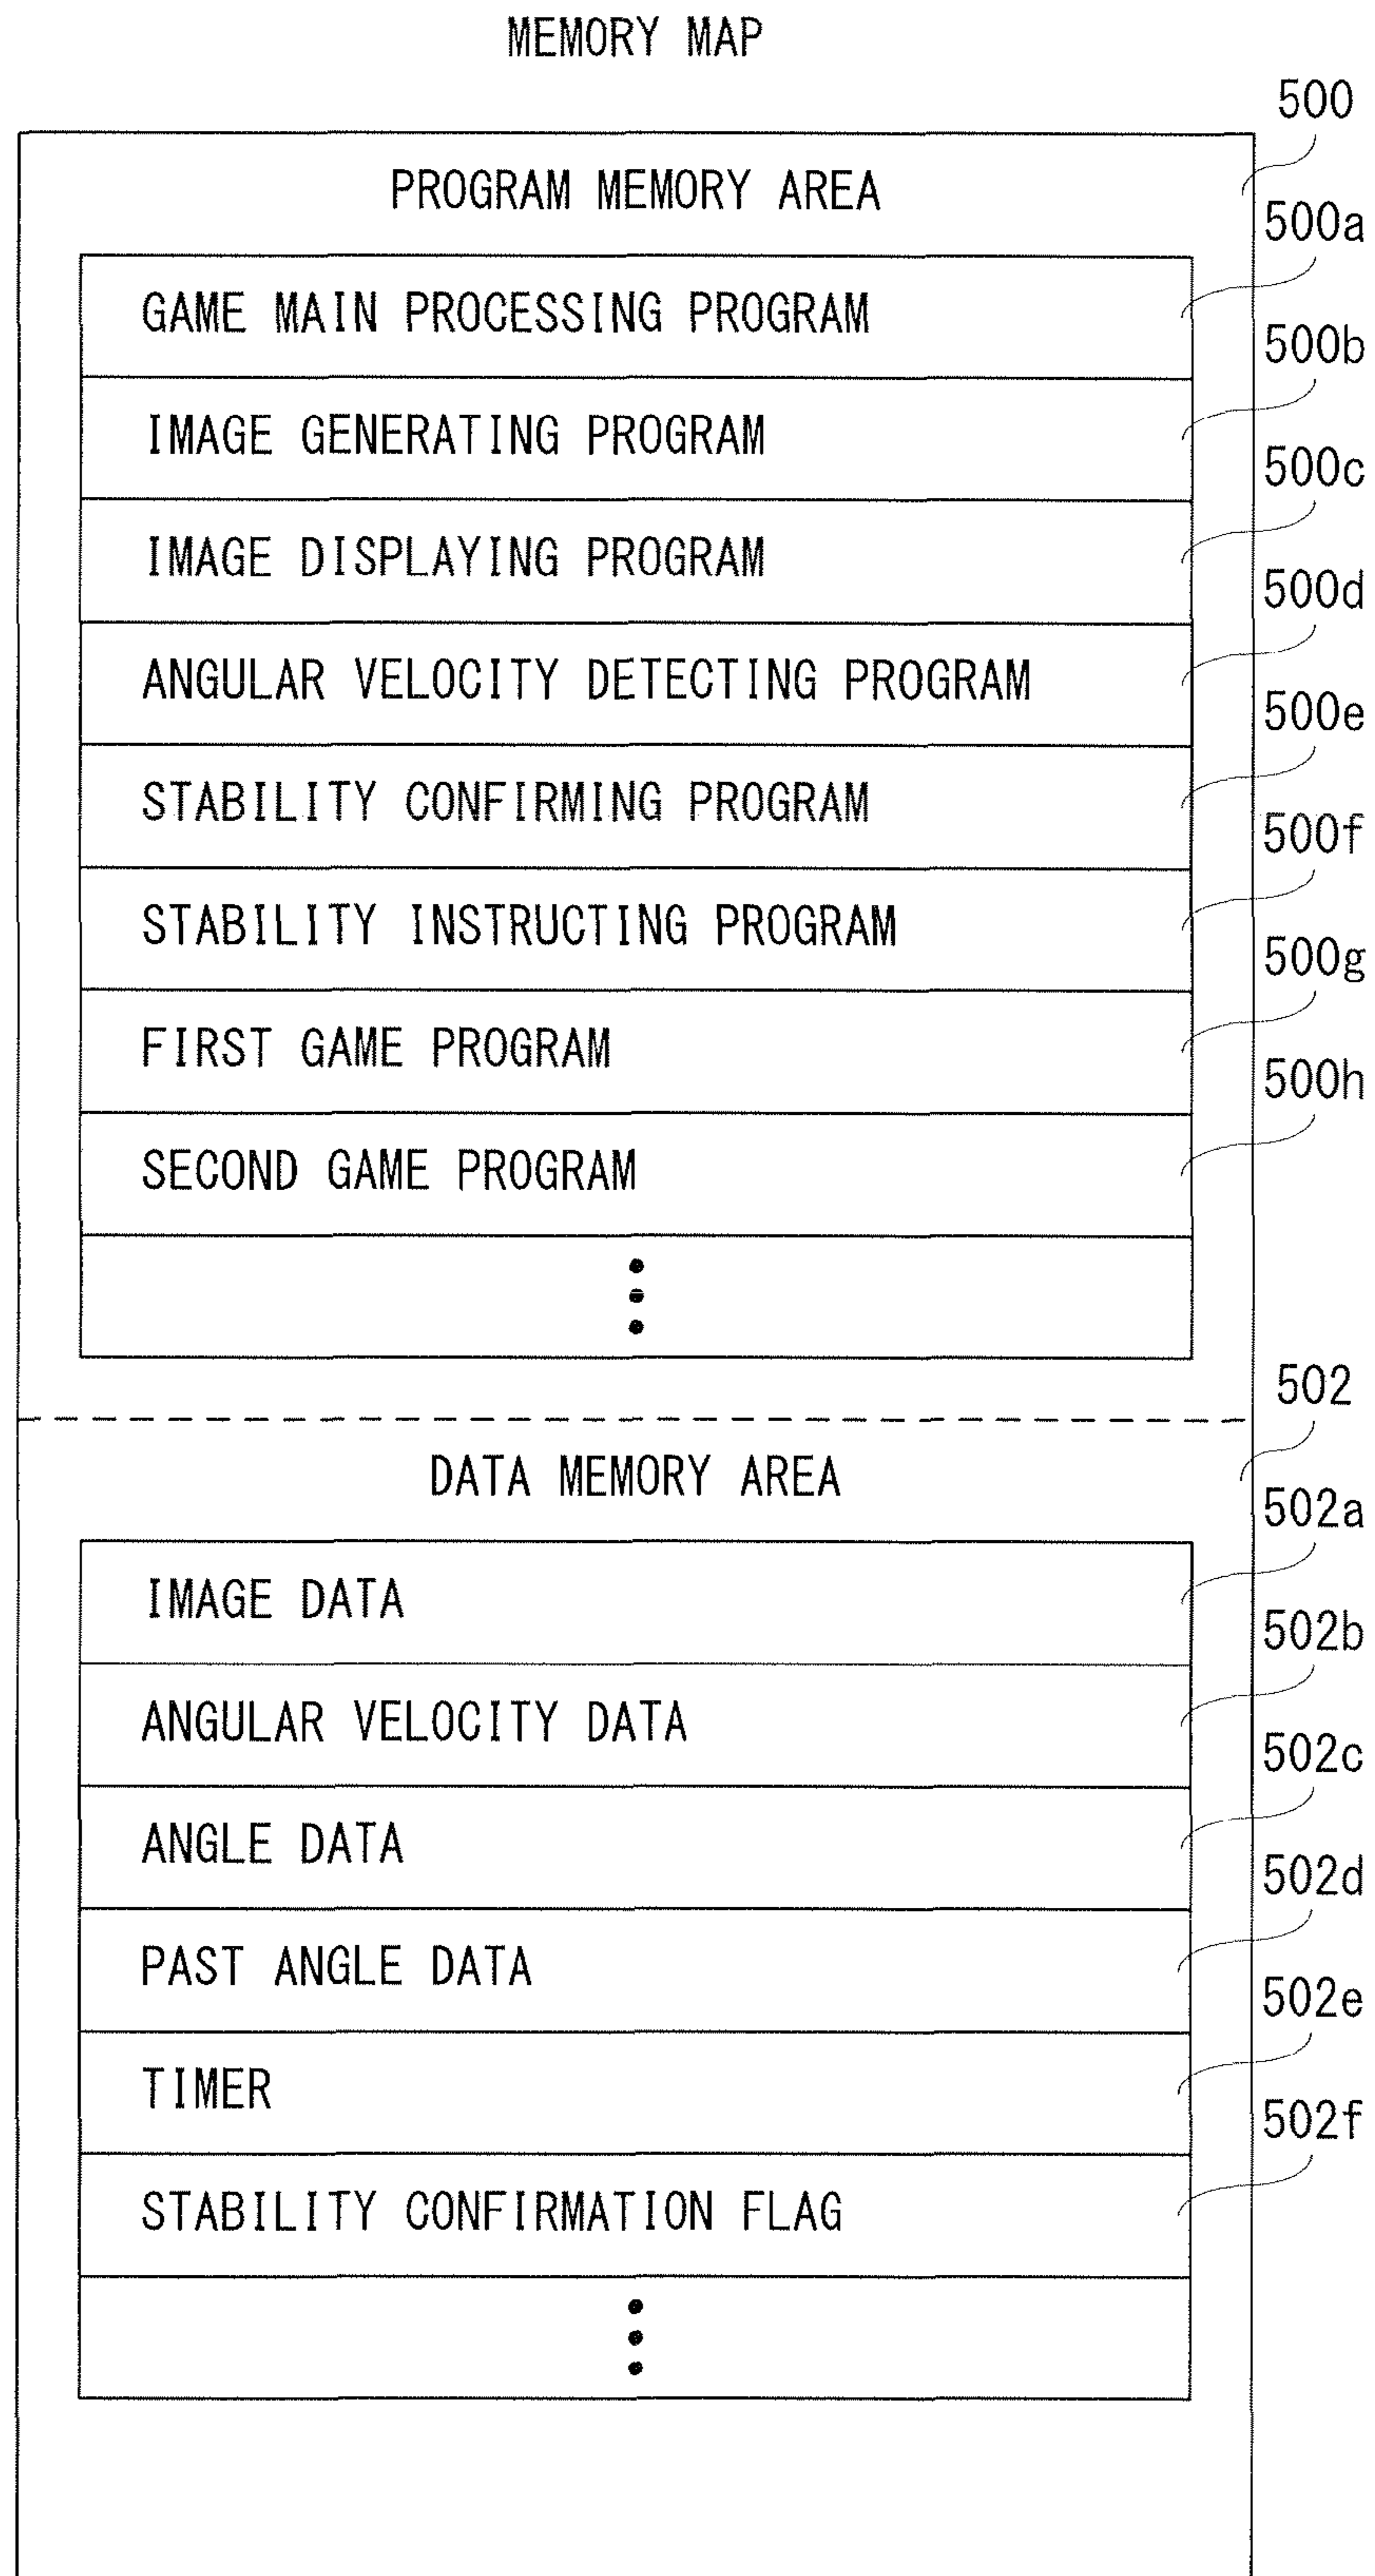 MEMORY MAP
500
PROGRAM MEMORY AREA
500a
GAME MAIN PROCESSING PROGRAM
500b
IMAGE GENERATING PROGRAM
500c
IMAGE DISPLAYING PROGRAM
500d
ANGULAR VELOCITY DETECTING PROGRAM
500e
STABILITY CONFIRMING PROGRAM
500f
STABILITY INSTRUCTING PROGRAM
500g
FIRST GAME PROGRAM
500h
SECOND GAME PROGRAM
502
DATA MEMORY AREA
502a
IMAGE DATA
502b
ANGULAR VELOCITY DATA
502c
ANGLE DATA
502d
PAST ANGLE DATA
502e
TIMER
502f
STABILITY CONFIRMATION FLAG